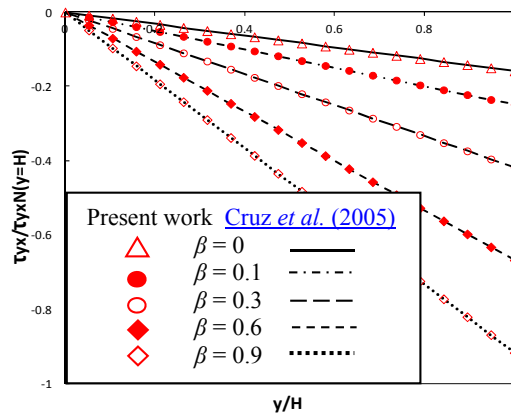 0
0 0.2 0.4 0.6 0.8
-0.2
-0.4
-0.6
-0.8
-1
τyx/τyxN(y=H)
Present work Cruz et al. (2005)
β = 0
β = 0.1
β = 0.3
β = 0.6
β = 0.9
y/H